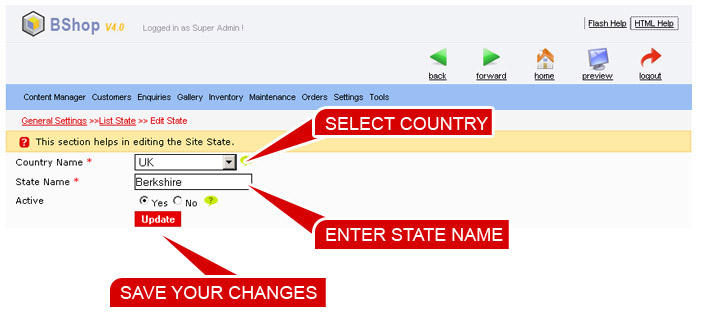 BShop V4.0 Logged in as Super Admin !
Flash Help HTML Help
back forward home preview logout
Content Manager Customers Enquiries Gallery Inventory Maintenance Orders Settings Tools
General Settings >>List State >> Edit State
SELECT COUNTRY
? This section helps in editing the Site State.
Country Name * UK
State Name * Berkshire
Active Yes No ?
Update
ENTER STATE NAME
SAVE YOUR CHANGES